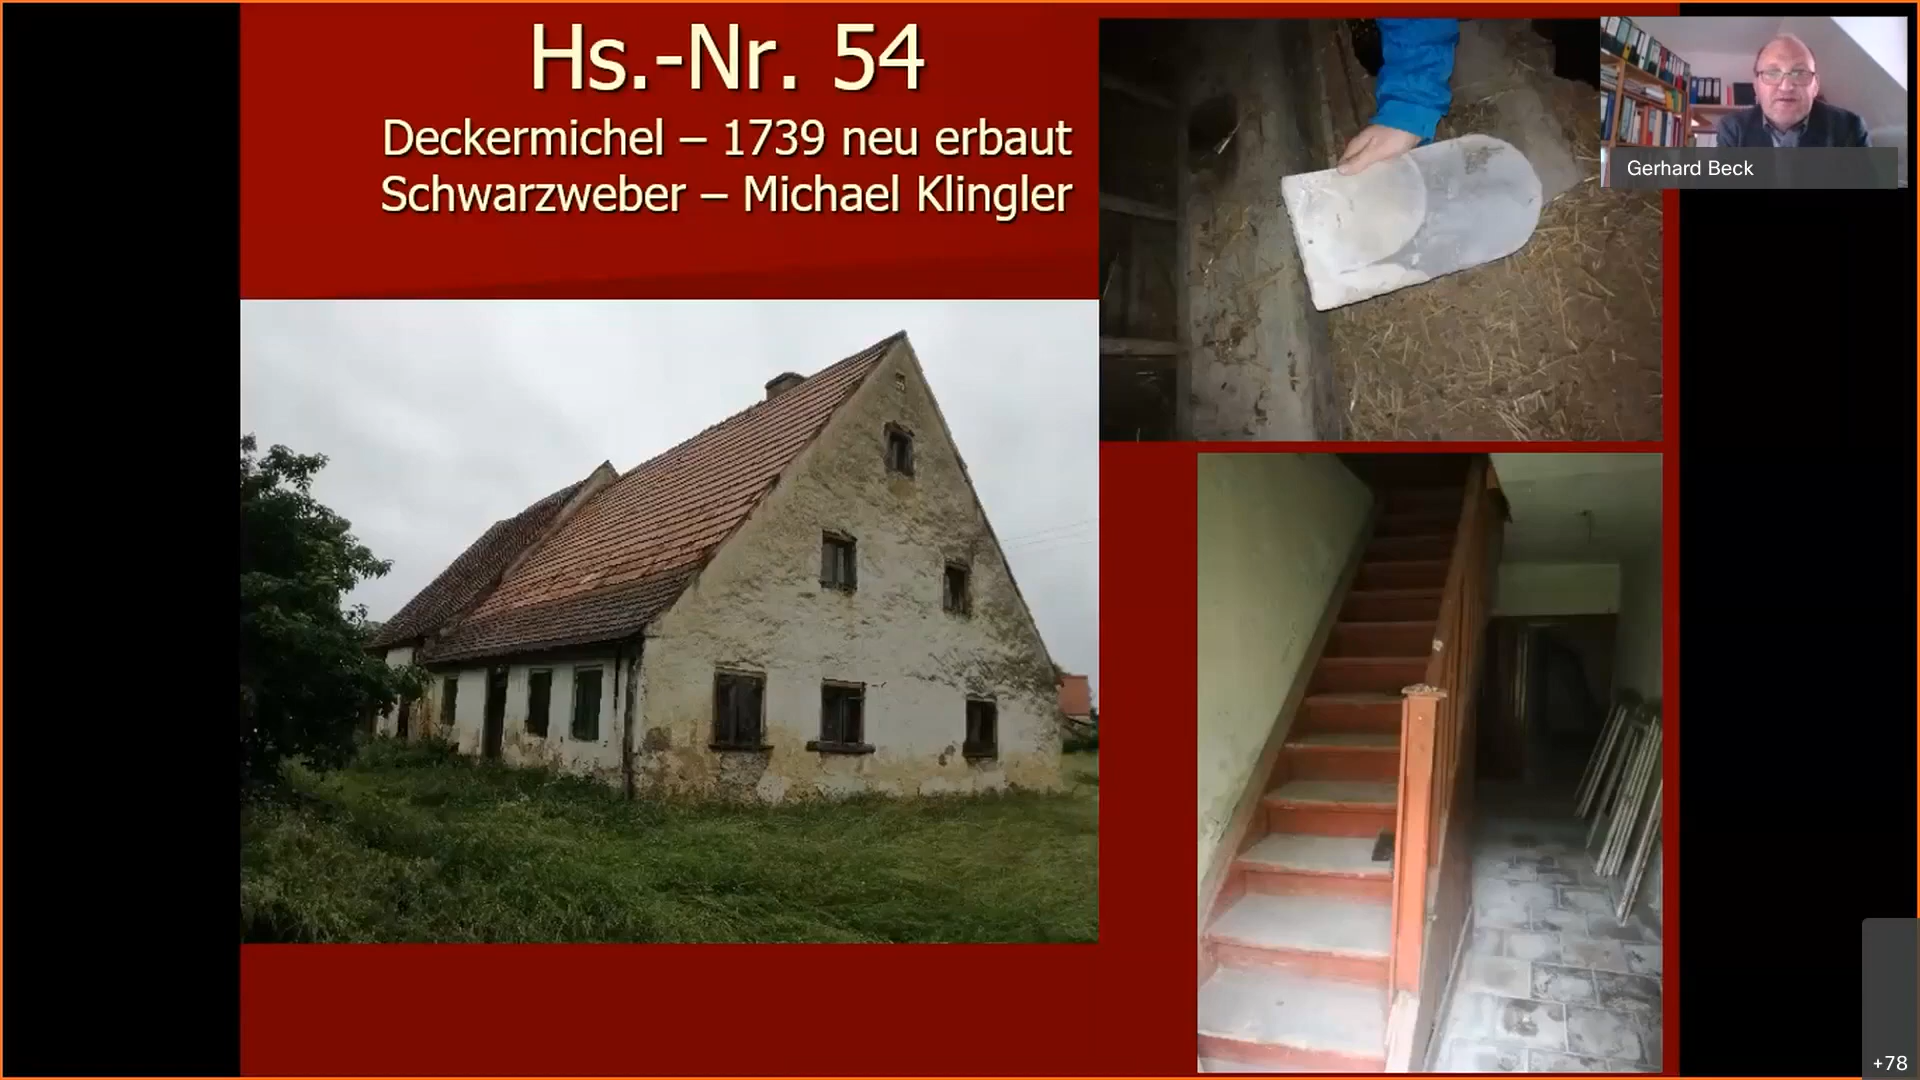 Hs.-Nr. 54
Deckermichel – 1739 neu erbaut
Schwarzweber – Michael Klingler
Gerhard Beck
+78